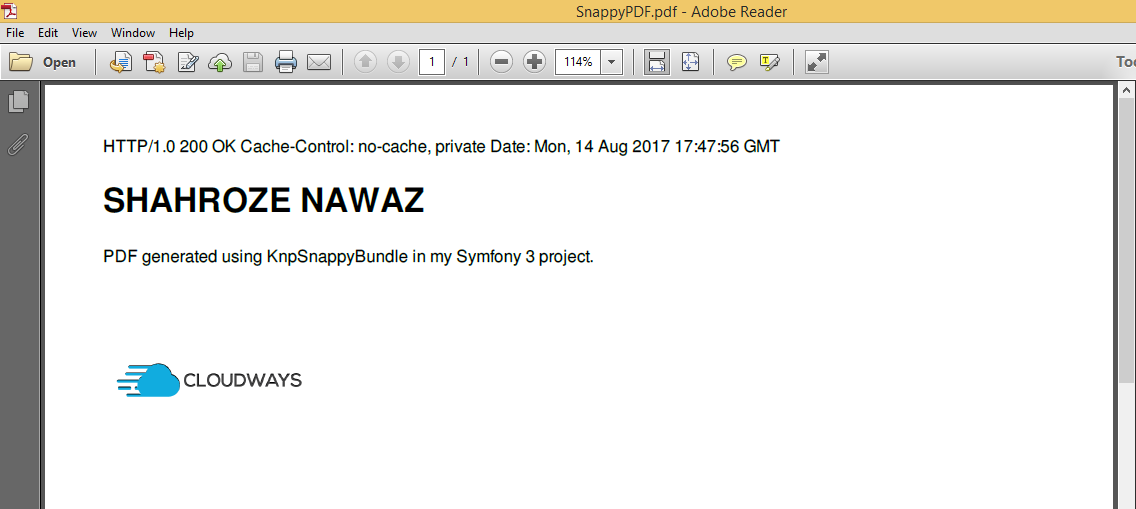 SnappyPDF.pdf - Adobe Reader
File Edit View Window Help
Open 1 / 1 114% Too
HTTP/1.0 200 OK Cache-Control: no-cache, private Date: Mon, 14 Aug 2017 17:47:56 GMT
SHAHROZE NAWAZ
PDF generated using KnpSnappyBundle in my Symfony 3 project.
CLOUDWAYS